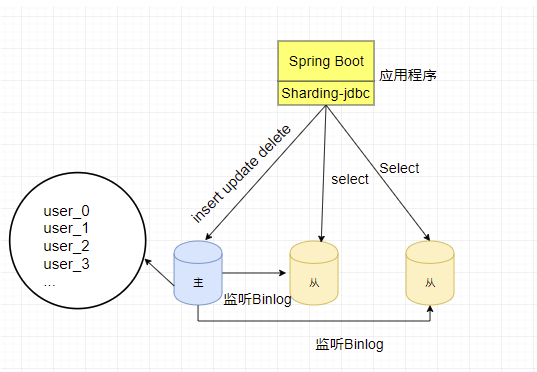 Spring Boot
应用程序
Sharding-jdbc
insert update delete
select
Select
user_0
user_1
user_2
user_3
...
主
从
从
监听Binlog
监听Binlog